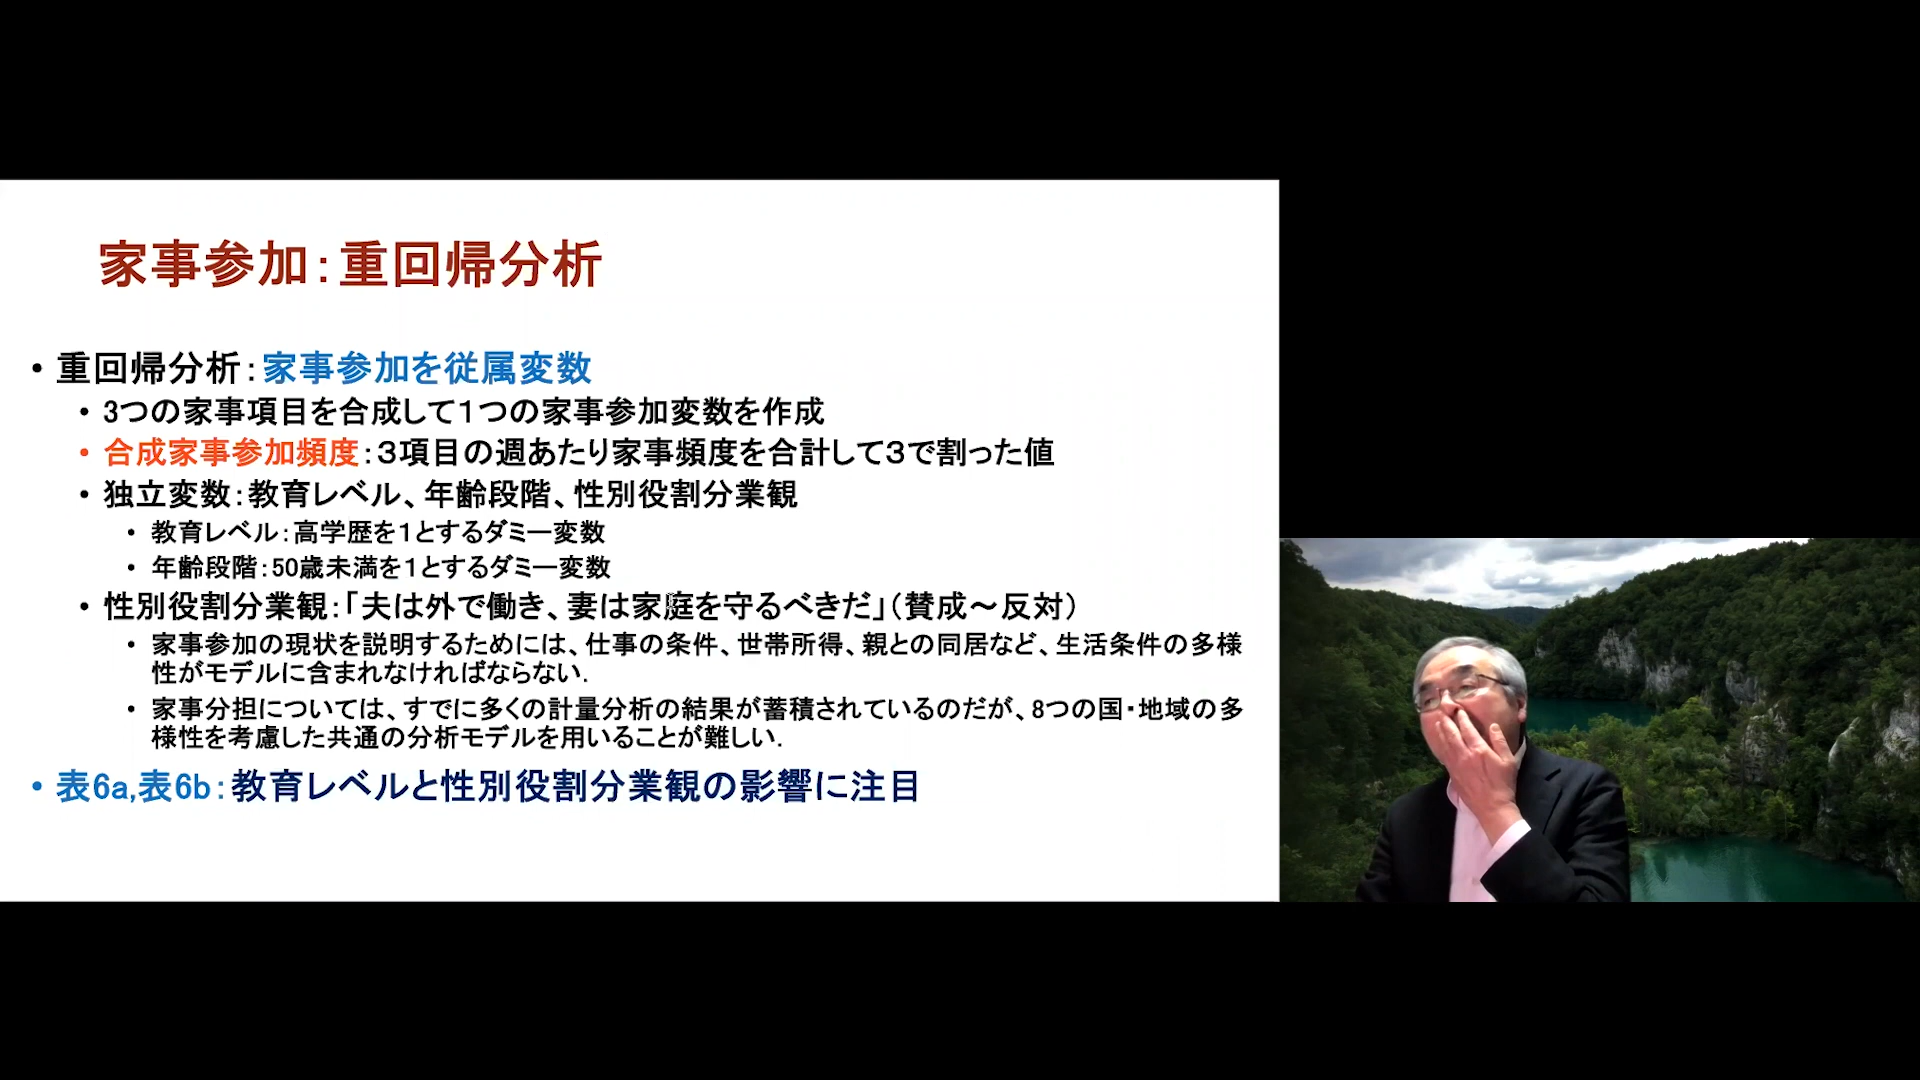 家事参加：重回帰分析
• 重回帰分析：家事参加を従属変数
• 3つの家事項目を合成して１つの家事参加変数を作成
• 合成家事参加頻度：３項目の週あたり家事頻度を合計して３で割った値
• 独立変数：教育レベル、年齢段階、性別役割分業観
• 教育レベル：高学歴を１とするダミー変数
• 年齢段階：50歳未満を１とするダミー変数
• 性別役割分業観：「夫は外で働き、妻は家庭を守るべきだ」（賛成～反対）
• 家事参加の現状を説明するためには、仕事の条件、世帯所得、親との同居など、生活条件の多様
性がモデルに含まれなければならない．
• 家事分担については、すでに多くの計量分析の結果が蓄積されているのだが、8つの国・地域の多
様性を考慮した共通の分析モデルを用いることが難しい．
• 表6a,表6b：教育レベルと性別役割分業観の影響に注目